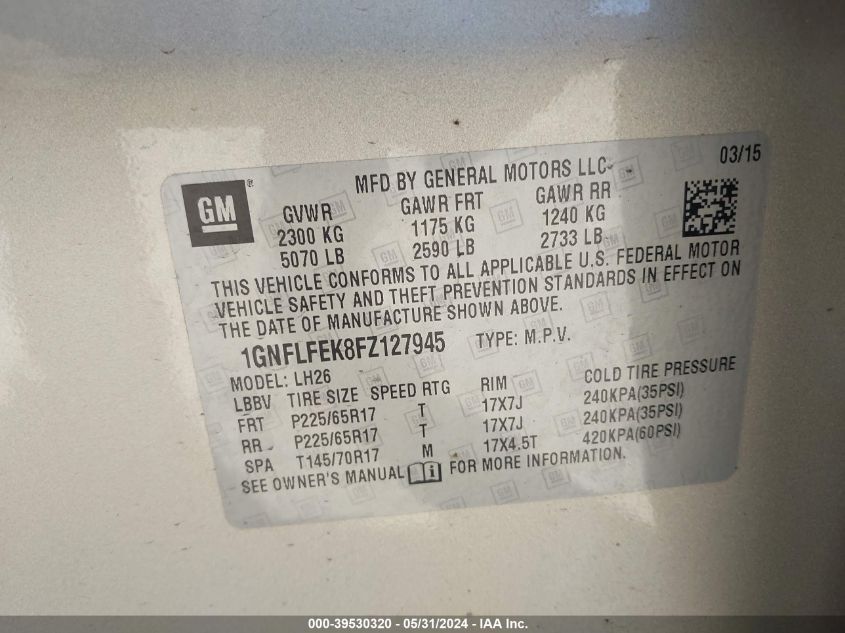 03/15
MFD BY GENERAL MOTORS LLC
GM ®
GVWR GAWR FRT GAWR RR
2300 KG 1175 KG 1240 KG
5070 LB 2590 LB 2733 LB
THIS VEHICLE CONFORMS TO ALL APPLICABLE U.S. FEDERAL MOTOR
VEHICLE SAFETY AND THEFT PREVENTION STANDARDS IN EFFECT ON
THE DATE OF MANUFACTURE SHOWN ABOVE.
1GNFLFEK8FZ127945 TYPE: M.P.V.
MODEL: LH26
LBBV TIRE SIZE SPEED RTG RIM COLD TIRE PRESSURE
FRT P225/65R17 T 17X7J 240KPA(35PSI)
RR P225/65R17 T 17X7J 240KPA(35PSI)
SPA T145/70R17 M 17X4.5T 420KPA(60PSI)
SEE OWNER'S MANUAL FOR MORE INFORMATION.
000-39530320 / 05/31/2024 - IAA Inc.